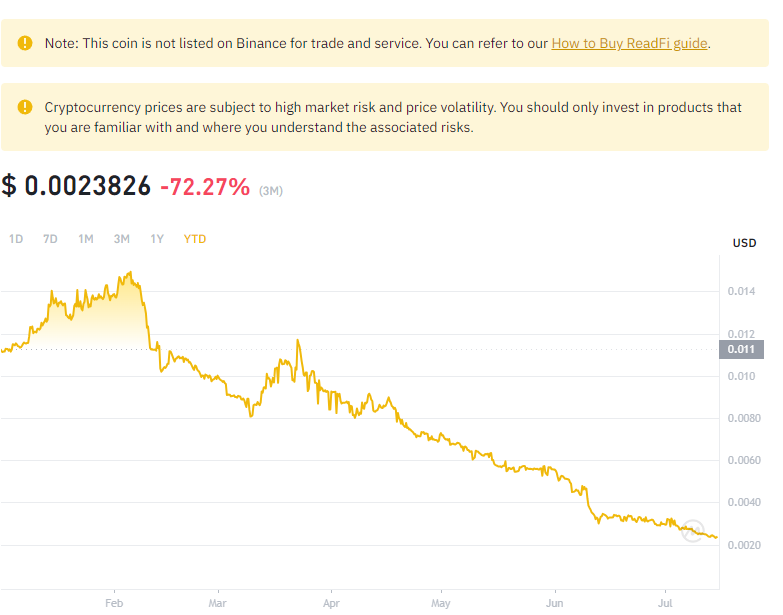 Note: This coin is not listed on Binance for trade and service. You can refer to our How to Buy ReadFi guide.
Cryptocurrency prices are subject to high market risk and price volatility. You should only invest in products that
you are familiar with and where you understand the associated risks.
$ 0.0023826 -72.27% (3M)
1D 7D 1M 3M 1Y YTD
USD
0.014
0.012
0.011
0.010
0.0080
0.0060
0.0040
0.0020
Feb Mar Apr May Jun Jul